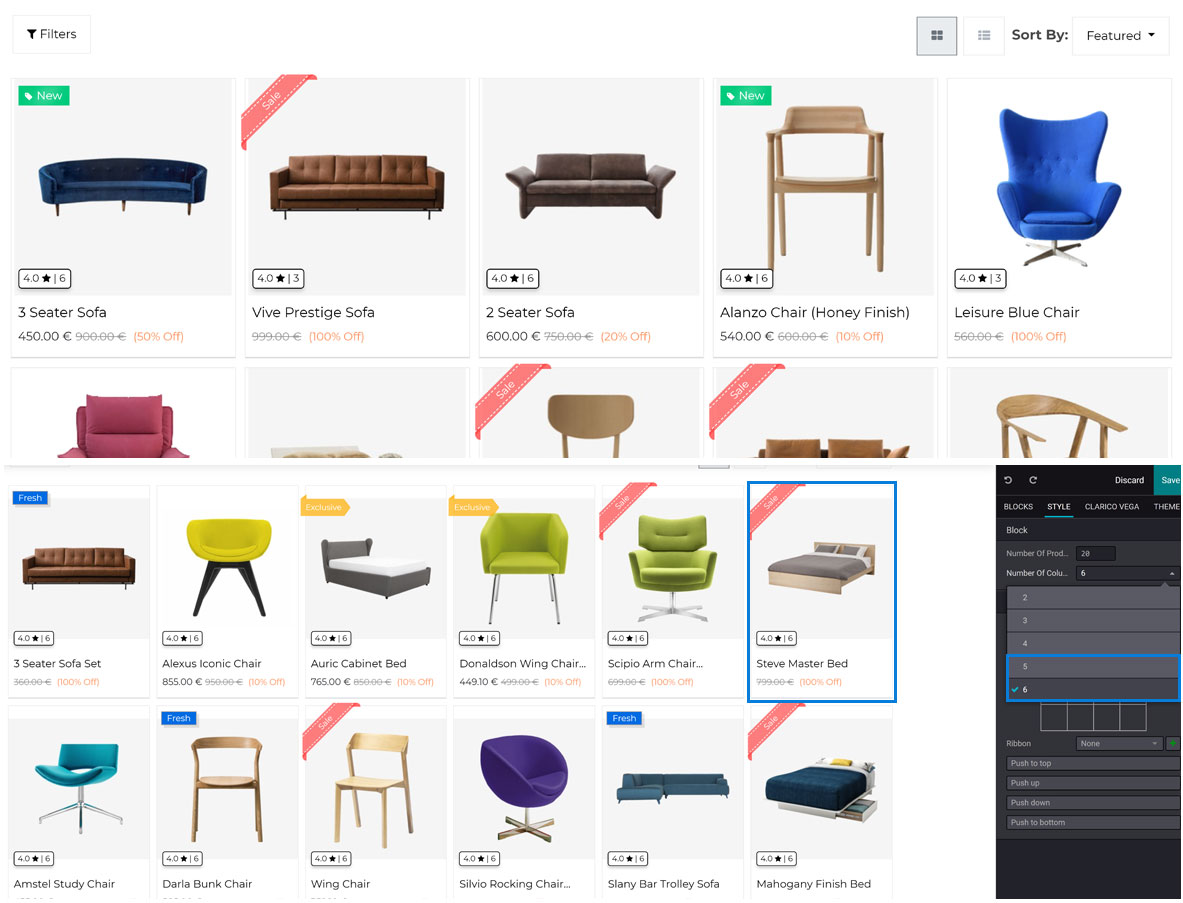 Filters
Sort By: Featured
New
Sale
New
4.0 ★ | 6
4.0 ★ | 3
4.0 ★ | 6
4.0 ★ | 6
4.0 ★ | 3
3 Seater Sofa
Vive Prestige Sofa
2 Seater Sofa
Alanzo Chair (Honey Finish)
Leisure Blue Chair
450.00 € 900.00 € (50% Off)
999.00 € (100% Off)
600.00 € 750.00 € (20% Off)
540.00 € 600.00 € (10% Off)
560.00 € (100% Off)
Sale
Sale
Fresh
Exclusive
Exclusive
Sale
Sale
4.0 ★ | 6
4.0 ★ | 6
4.0 ★ | 6
4.0 ★ | 6
4.0 ★ | 6
4.0 ★ | 6
3 Seater Sofa Set
Alexus Iconic Chair
Auric Cabinet Bed
Donaldson Wing Chair...
Scipio Arm Chair...
Steve Master Bed
360.00 € (100% Off)
855.00 € 950.00 € (10% Off)
765.00 € 850.00 € (10% Off)
449.10 € 499.00 € (10% Off)
699.00 € (100% Off)
799.00 € (100% Off)
Fresh
Sale
Fresh
Sale
4.0 ★ | 6
4.0 ★ | 6
4.0 ★ | 6
4.0 ★ | 6
4.0 ★ | 6
4.0 ★ | 6
Amstel Study Chair
Darla Bunk Chair
Wing Chair
Silvio Rocking Chair...
Slany Bar Trolley Sofa
Mahogany Finish Bed
Discard
Save
BLOCKS STYLE CLARICO VEGA THEME
Block
Number Of Prod... 20
Number Of Colu... 6
2
3
4
5
6
Ribbon None
Push to top
Push up
Push down
Push to bottom